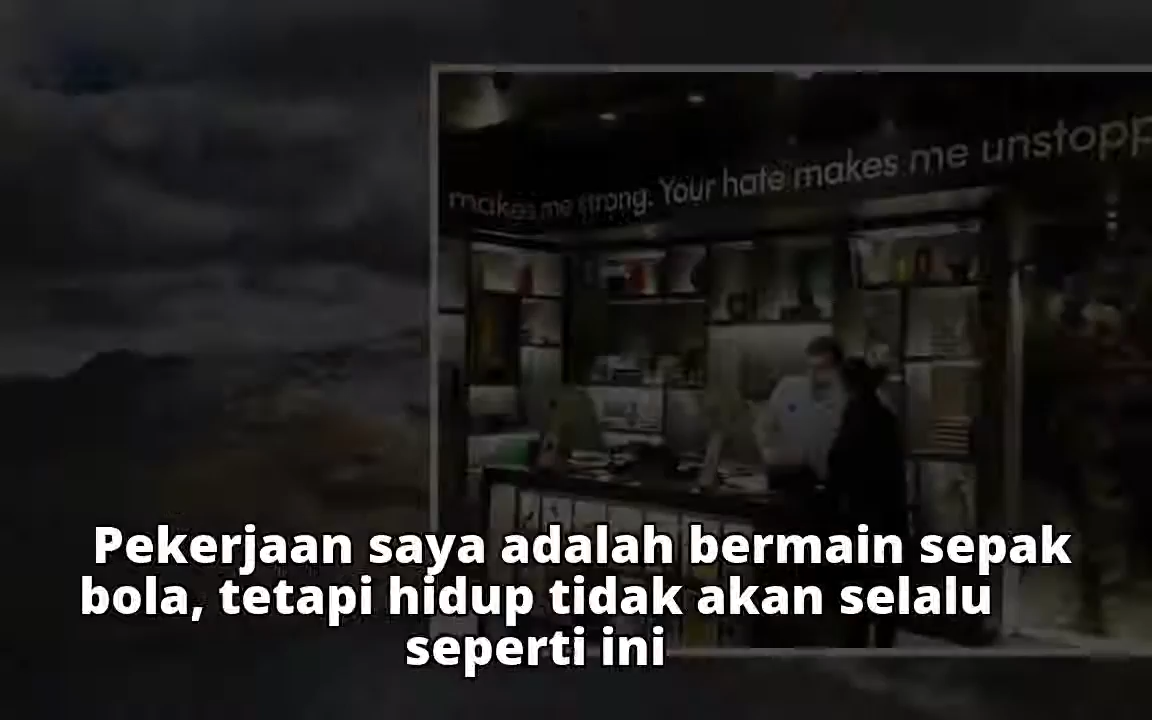 makes me strong. Your hate makes me unstopp
Pekerjaan saya adalah bermain sepak
bola, tetapi hidup tidak akan selalu
seperti ini